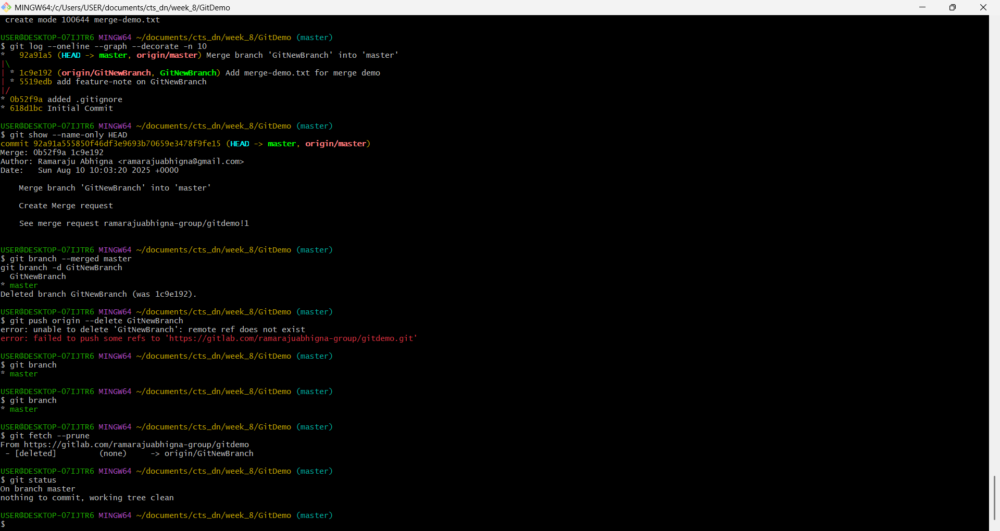 MINGW64:/c/Users/USER/documents/cts_dn/week_8/GitDemo
 create mode 100644 merge-demo.txt
USER@DESKTOP-O7IJTR6 MINGW64 ~/documents/cts_dn/week_8/GitDemo (master)
$ git log --oneline --graph --decorate -n 10
*   92a91a5 (HEAD -> master, origin/master) Merge branch 'GitNewBranch' into 'master'
|\
| * 1c9e192 (origin/GitNewBranch, GitNewBranch) Add merge-demo.txt for merge demo
| * 5519edb add feature-note on GitNewBranch
|/
* 0b52f9a added .gitignore
* 618d1bc Initial Commit
USER@DESKTOP-O7IJTR6 MINGW64 ~/documents/cts_dn/week_8/GitDemo (master)
$ git show --name-only HEAD
commit 92a91a555850f46df3e9693b70659e3478f9fe15 (HEAD -> master, origin/master)
Merge: 0b52f9a 1c9e192
Author: Ramaraju Abhigna <ramarajuabhigna@gmail.com>
Date:   Sun Aug 10 10:03:20 2025 +0000
    Merge branch 'GitNewBranch' into 'master'
    Create Merge request
    See merge request ramarajuabhigna-group/gitdemo!1
USER@DESKTOP-O7IJTR6 MINGW64 ~/documents/cts_dn/week_8/GitDemo (master)
$ git branch --merged master
git branch -d GitNewBranch
  GitNewBranch
* master
Deleted branch GitNewBranch (was 1c9e192).
USER@DESKTOP-O7IJTR6 MINGW64 ~/documents/cts_dn/week_8/GitDemo (master)
$ git push origin --delete GitNewBranch
error: unable to delete 'GitNewBranch': remote ref does not exist
error: failed to push some refs to 'https://gitlab.com/ramarajuabhigna-group/gitdemo.git'
USER@DESKTOP-O7IJTR6 MINGW64 ~/documents/cts_dn/week_8/GitDemo (master)
$ git branch
* master
USER@DESKTOP-O7IJTR6 MINGW64 ~/documents/cts_dn/week_8/GitDemo (master)
$ git branch
* master
USER@DESKTOP-O7IJTR6 MINGW64 ~/documents/cts_dn/week_8/GitDemo (master)
$ git fetch --prune
From https://gitlab.com/ramarajuabhigna-group/gitdemo
 - [deleted]         (none)     -> origin/GitNewBranch
USER@DESKTOP-O7IJTR6 MINGW64 ~/documents/cts_dn/week_8/GitDemo (master)
$ git status
On branch master
nothing to commit, working tree clean
USER@DESKTOP-O7IJTR6 MINGW64 ~/documents/cts_dn/week_8/GitDemo (master)
$